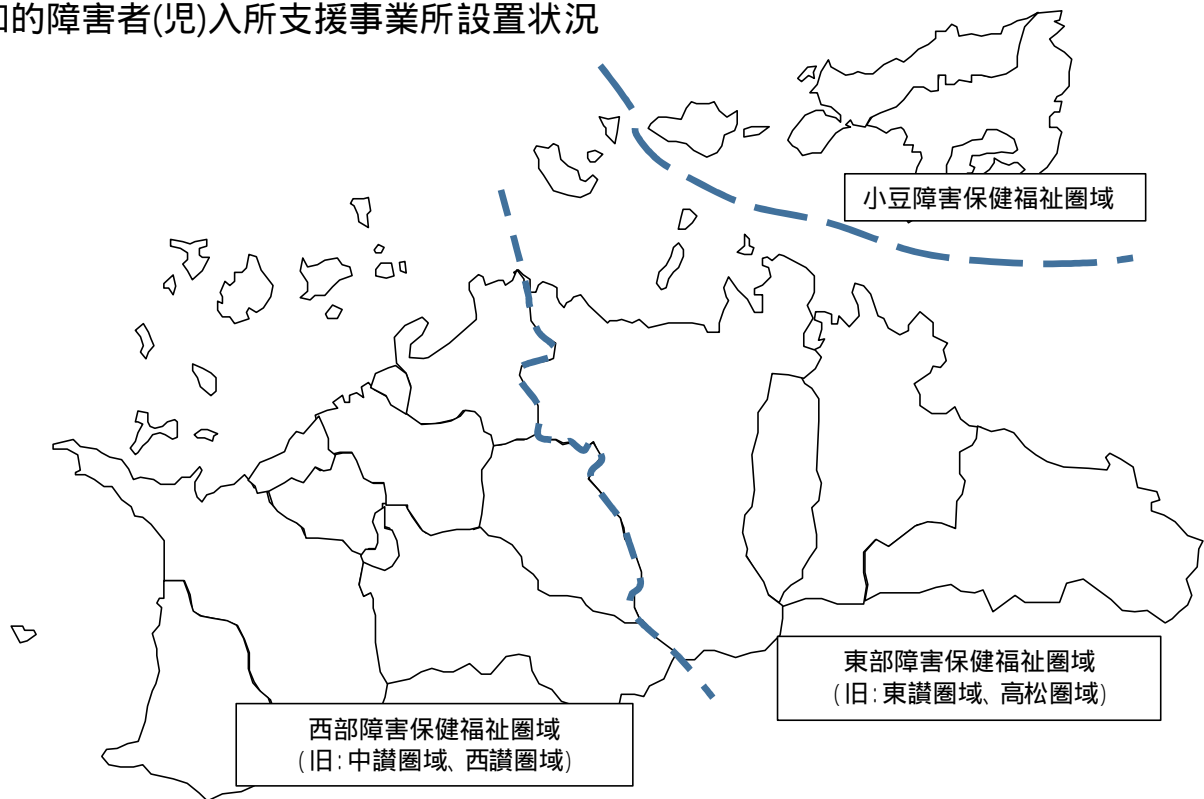 的障害者(児)入所支援事業所設置状況
小豆障害保健福祉圏域
東部障害保健福祉圏域
(旧:東讃圏域、高松圏域)
西部障害保健福祉圏域
(旧:中讃圏域、西讃圏域)